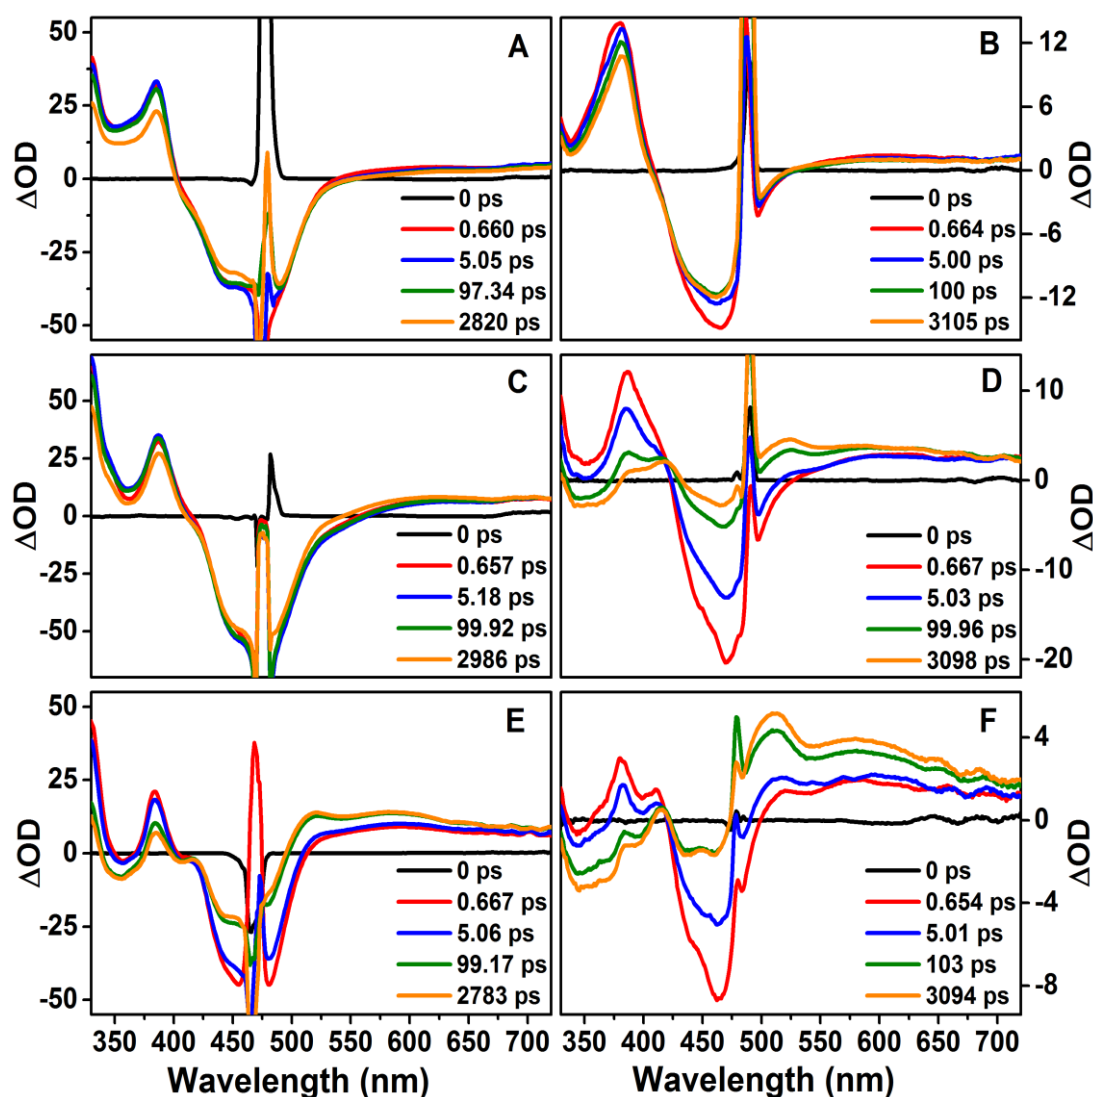 A
50
25
0
-25
-50
ΔOD
0 ps
0.660 ps
5.05 ps
97.34 ps
2820 ps
B
12
6
0
-6
-12
ΔOD
0 ps
0.664 ps
5.00 ps
100 ps
3105 ps
C
50
25
0
-25
-50
ΔOD
0 ps
0.657 ps
5.18 ps
99.92 ps
2986 ps
D
10
0
-10
-20
ΔOD
0 ps
0.667 ps
5.03 ps
99.96 ps
3098 ps
E
50
25
0
-25
-50
ΔOD
0 ps
0.667 ps
5.06 ps
99.17 ps
2783 ps
F
4
0
-4
-8
ΔOD
0 ps
0.654 ps
5.01 ps
103 ps
3094 ps
350 400 450 500 550 600 650 700
350 400 450 500 550 600 650 700
Wavelength (nm)
Wavelength (nm)